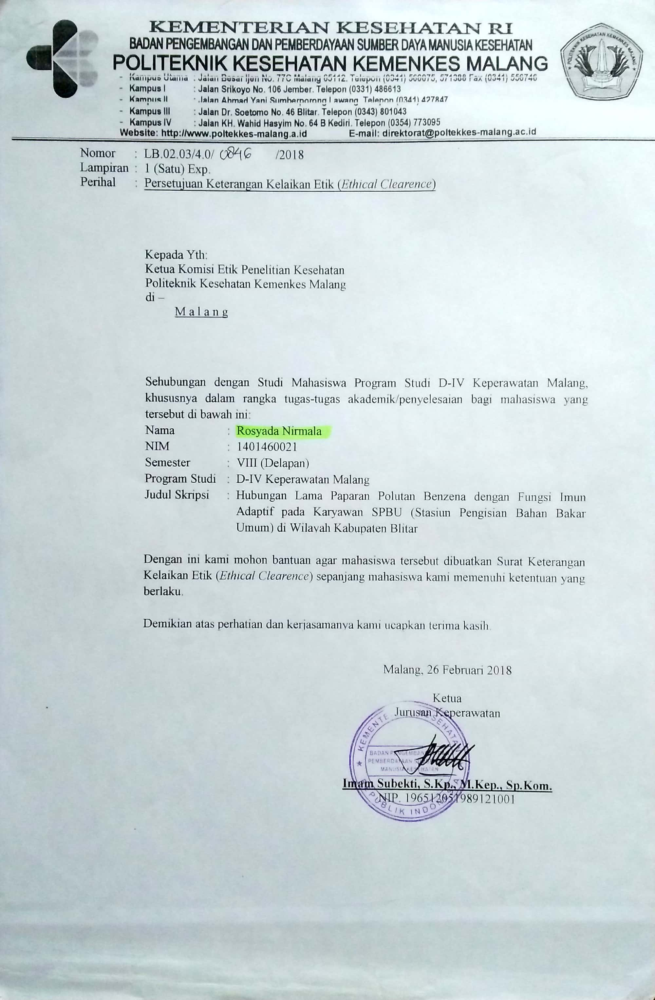 KEMENTERIAN KESEHATAN RI
BADAN PENGEMBANGAN DAN PEMBERDAYAAN SUMBER DAYA MANUSIA KESEHATAN
POLITEKNIK KESEHATAN KEMENKES MALANG
- Kampus Utama : Jalan Besar Ijen No. 77C Malang 65112. Telepon (0341) 571388 Fax (0341) 556746
- Kampus I : Jalan Srikoyo No. 106 Jember. Telepon (0331) 486613
- Kampus II : Jalan Ahmad Yani Sumberporong Lawang. Telepon (0341) 427847
- Kampus III : Jalan Dr. Soetomo No. 46 Blitar. Telepon (0343) 801043
- Kampus IV : Jalan KH. Wahid Hasyim No. 64 B Kediri. Telepon (0354) 773095
Website: http://www.poltekkes-malang.a.id E-mail: direktorat@poltekkes-malang.ac.id
POLITEKNIK KESEHATAN KEMENKES MALANG
Nomor : LB.02.03/4.0/ 0846 /2018
Lampiran : 1 (Satu) Exp.
Perihal : Persetujuan Keterangan Kelaikan Etik (Ethical Clearence)
Kepada Yth:
Ketua Komisi Etik Penelitian Kesehatan
Politeknik Kesehatan Kemenkes Malang
di –
M a l a n g
Sehubungan dengan Studi Mahasiswa Program Studi D-IV Keperawatan Malang,
khususnya dalam rangka tugas-tugas akademik/penyelesaian bagi mahasiswa yang
tersebut di bawah ini:
Nama : Rosyada Nirmala
NIM : 1401460021
Semester : VIII (Delapan)
Program Studi : D-IV Keperawatan Malang
Judul Skripsi : Hubungan Lama Paparan Polutan Benzena dengan Fungsi Imun
Adaptif pada Karyawan SPBU (Stasiun Pengisian Bahan Bakar
Umum) di Wilayah Kabupaten Blitar
Dengan ini kami mohon bantuan agar mahasiswa tersebut dibuatkan Surat Keterangan
Kelaikan Etik (Ethical Clearence) sepanjang mahasiswa kami memenuhi ketentuan yang
berlaku.
Demikian atas perhatian dan kerjasamanya kami ucapkan terima kasih.
Malang, 26 Februari 2018
Ketua
Jurusan Keperawatan
KEMENTE KESEHATAN
BADAN PENGEMBAN
PEMBERDAYAAN
MANUSIA KESEHATAN
REPUBLIK INDONESIA
Imam Subekti, S.Kp., M.Kep., Sp.Kom.
NIP. 196512051989121001